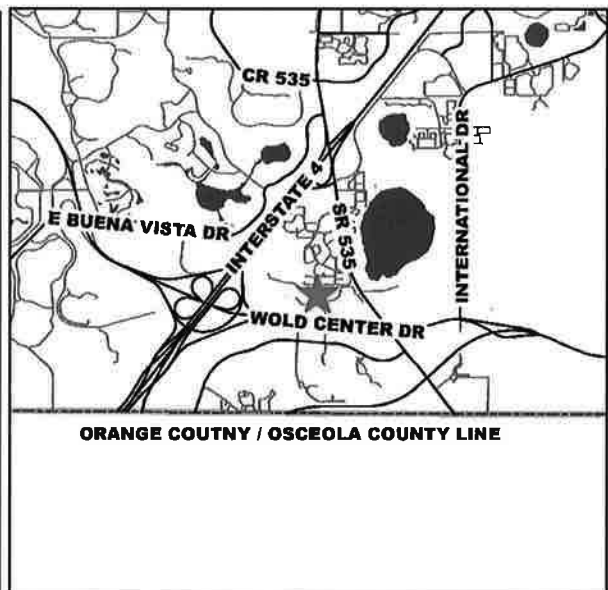 CR 535
INTERNATIONAL DR
INTERSTATE 4
E BUENA VISTA DR
SR 535
WOLD CENTER DR
ORANGE COUTNY / OSCEOLA COUNTY LINE